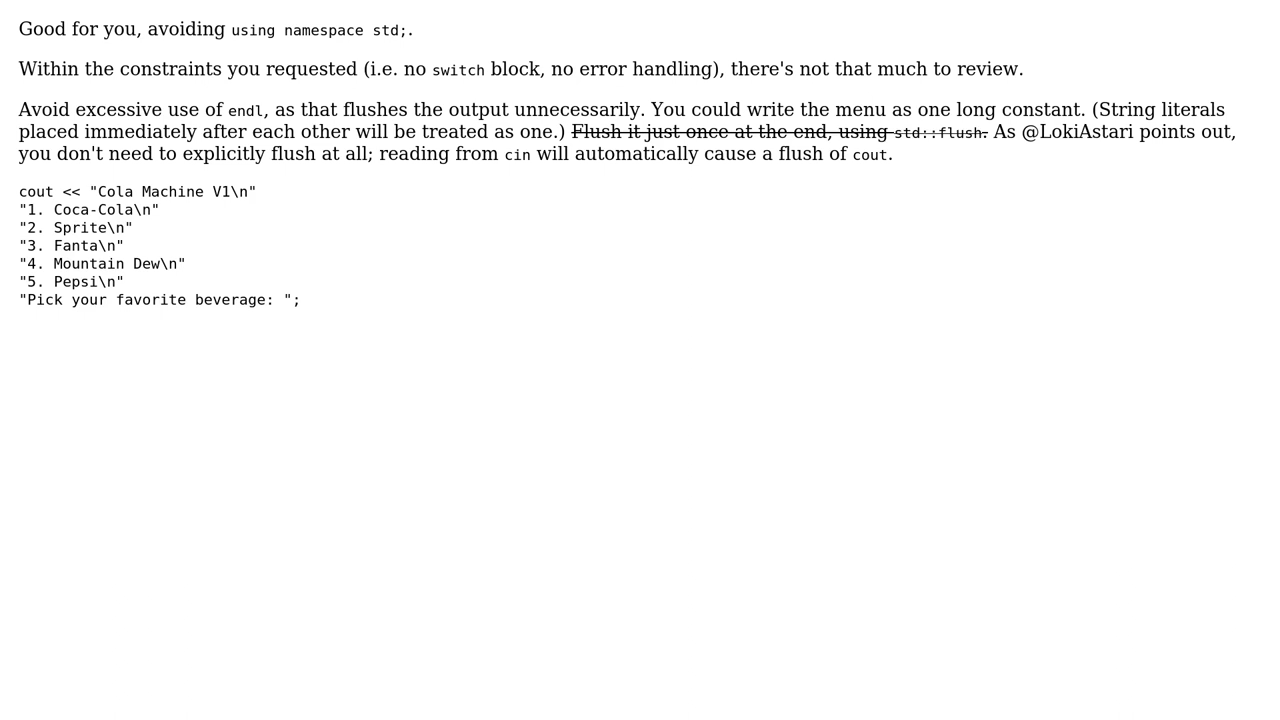 Good for you, avoiding using namespace std;.
Within the constraints you requested (i.e. no switch block, no error handling), there's not that much to review.
Avoid excessive use of endl, as that flushes the output unnecessarily. You could write the menu as one long constant. (String literals
placed immediately after each other will be treated as one.) Flush it just once at the end, using std::flush. As @LokiAstari points out,
you don't need to explicitly flush at all; reading from cin will automatically cause a flush of cout.
cout << "Cola Machine V1\n"
"1. Coca-Cola\n"
"2. Sprite\n"
"3. Fanta\n"
"4. Mountain Dew\n"
"5. Pepsi\n"
"Pick your favorite beverage: ";